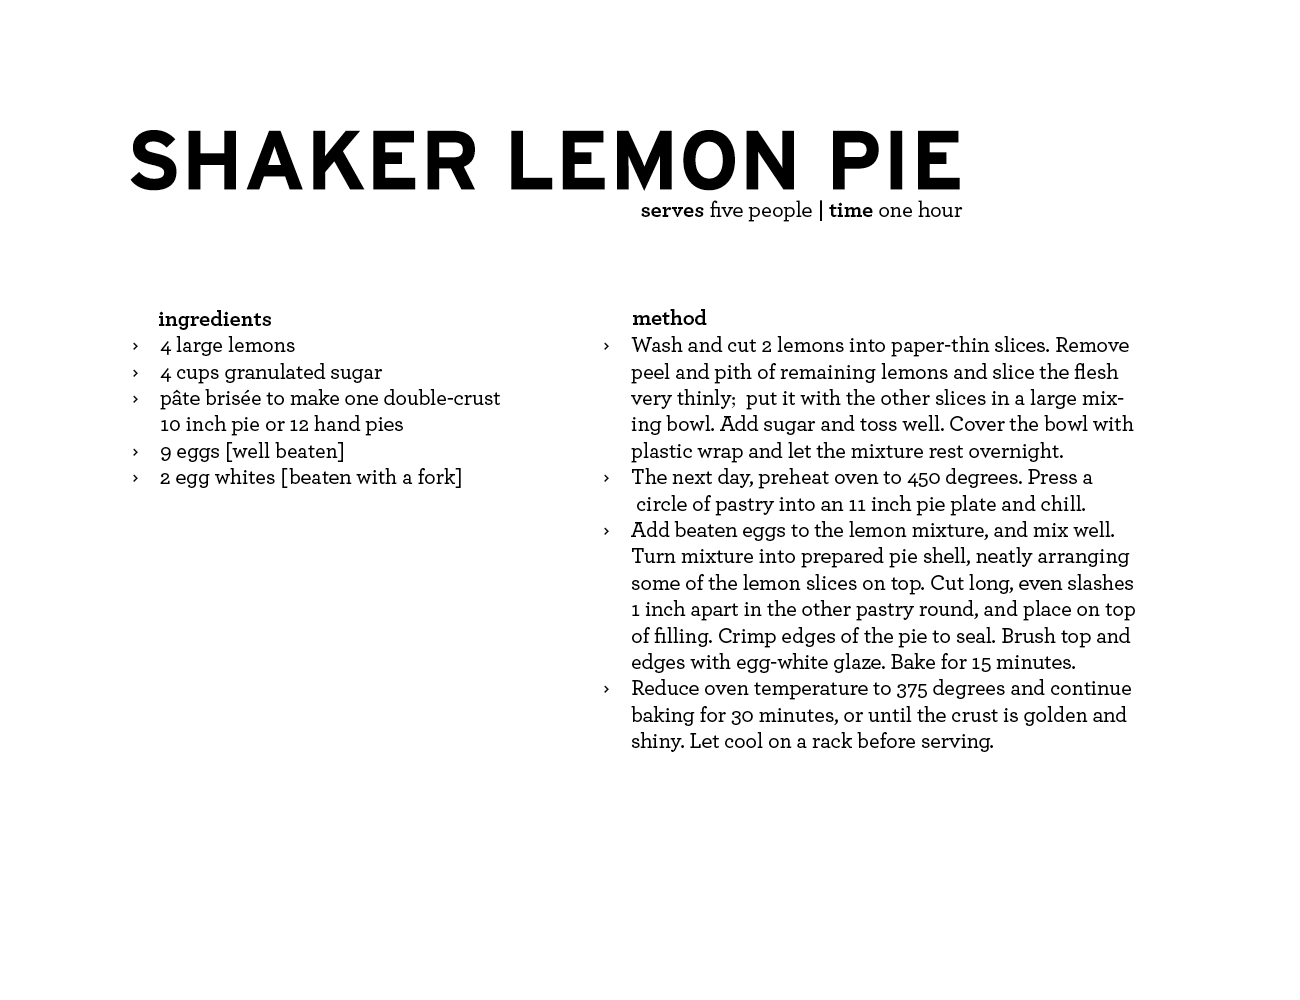 SHAKER LEMON PIE
serves five people | time one hour
ingredients
› 4 large lemons
› 4 cups granulated sugar
› pâte brisée to make one double-crust
10 inch pie or 12 hand pies
› 9 eggs [well beaten]
› 2 egg whites [beaten with a fork]
method
› Wash and cut 2 lemons into paper-thin slices. Remove
peel and pith of remaining lemons and slice the flesh
very thinly;  put it with the other slices in a large mix-
ing bowl. Add sugar and toss well. Cover the bowl with
plastic wrap and let the mixture rest overnight.
› The next day, preheat oven to 450 degrees. Press a
circle of pastry into an 11 inch pie plate and chill.
› Add beaten eggs to the lemon mixture, and mix well.
Turn mixture into prepared pie shell, neatly arranging
some of the lemon slices on top. Cut long, even slashes
1 inch apart in the other pastry round, and place on top
of filling. Crimp edges of the pie to seal. Brush top and
edges with egg-white glaze. Bake for 15 minutes.
› Reduce oven temperature to 375 degrees and continue
baking for 30 minutes, or until the crust is golden and
shiny. Let cool on a rack before serving.